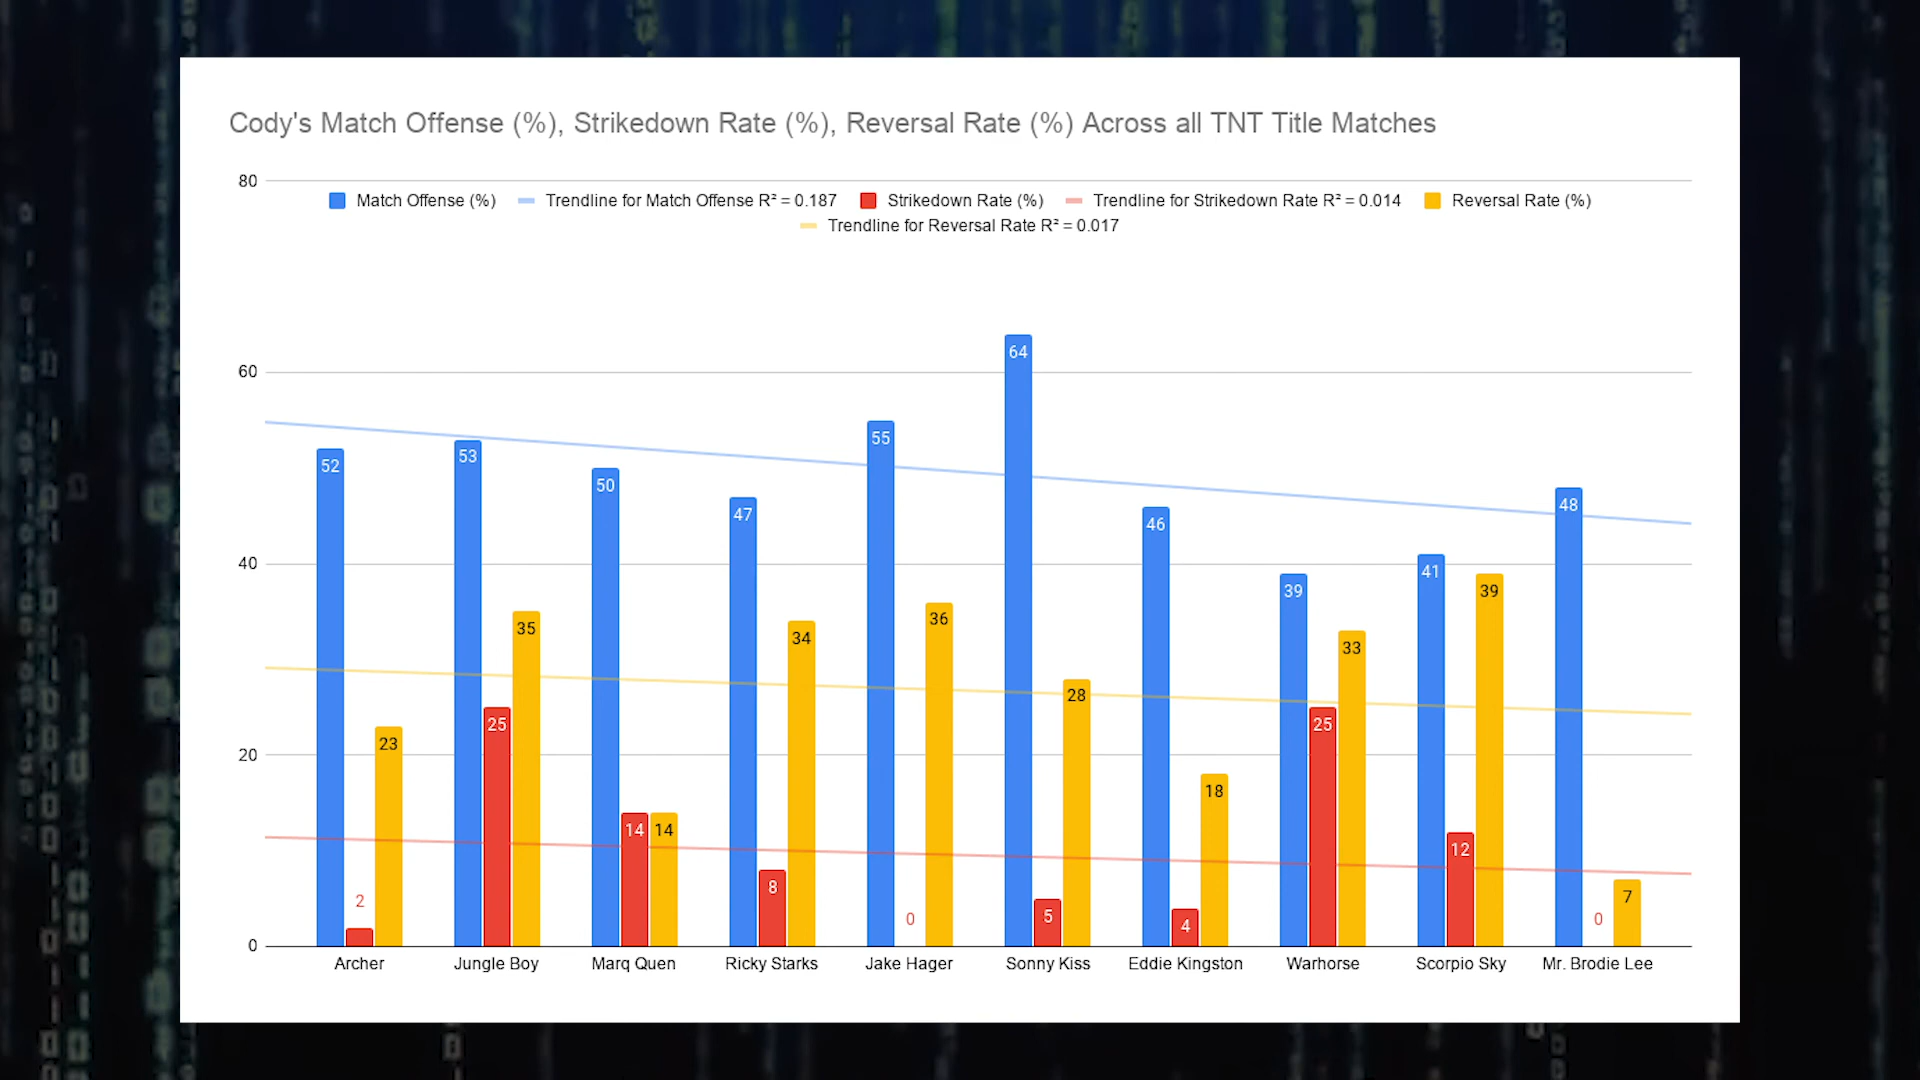 Cody's Match Offense (%), Strikedown Rate (%), Reversal Rate (%) Across all TNT Title Matches
80
Match Offense (%) Trendline for Match Offense R² = 0.187 Strikedown Rate (%) Trendline for Strikedown Rate R² = 0.014 Reversal Rate (%)
Trendline for Reversal Rate R² = 0.017
60
40
20
0
52 2 23
53 25 35
50 14 14
47 8 34
55 0 36
64 5 28
46 4 18
39 25 33
41 12 39
48 0 7
Archer Jungle Boy Marq Quen Ricky Starks Jake Hager Sonny Kiss Eddie Kingston Warhorse Scorpio Sky Mr. Brodie Lee